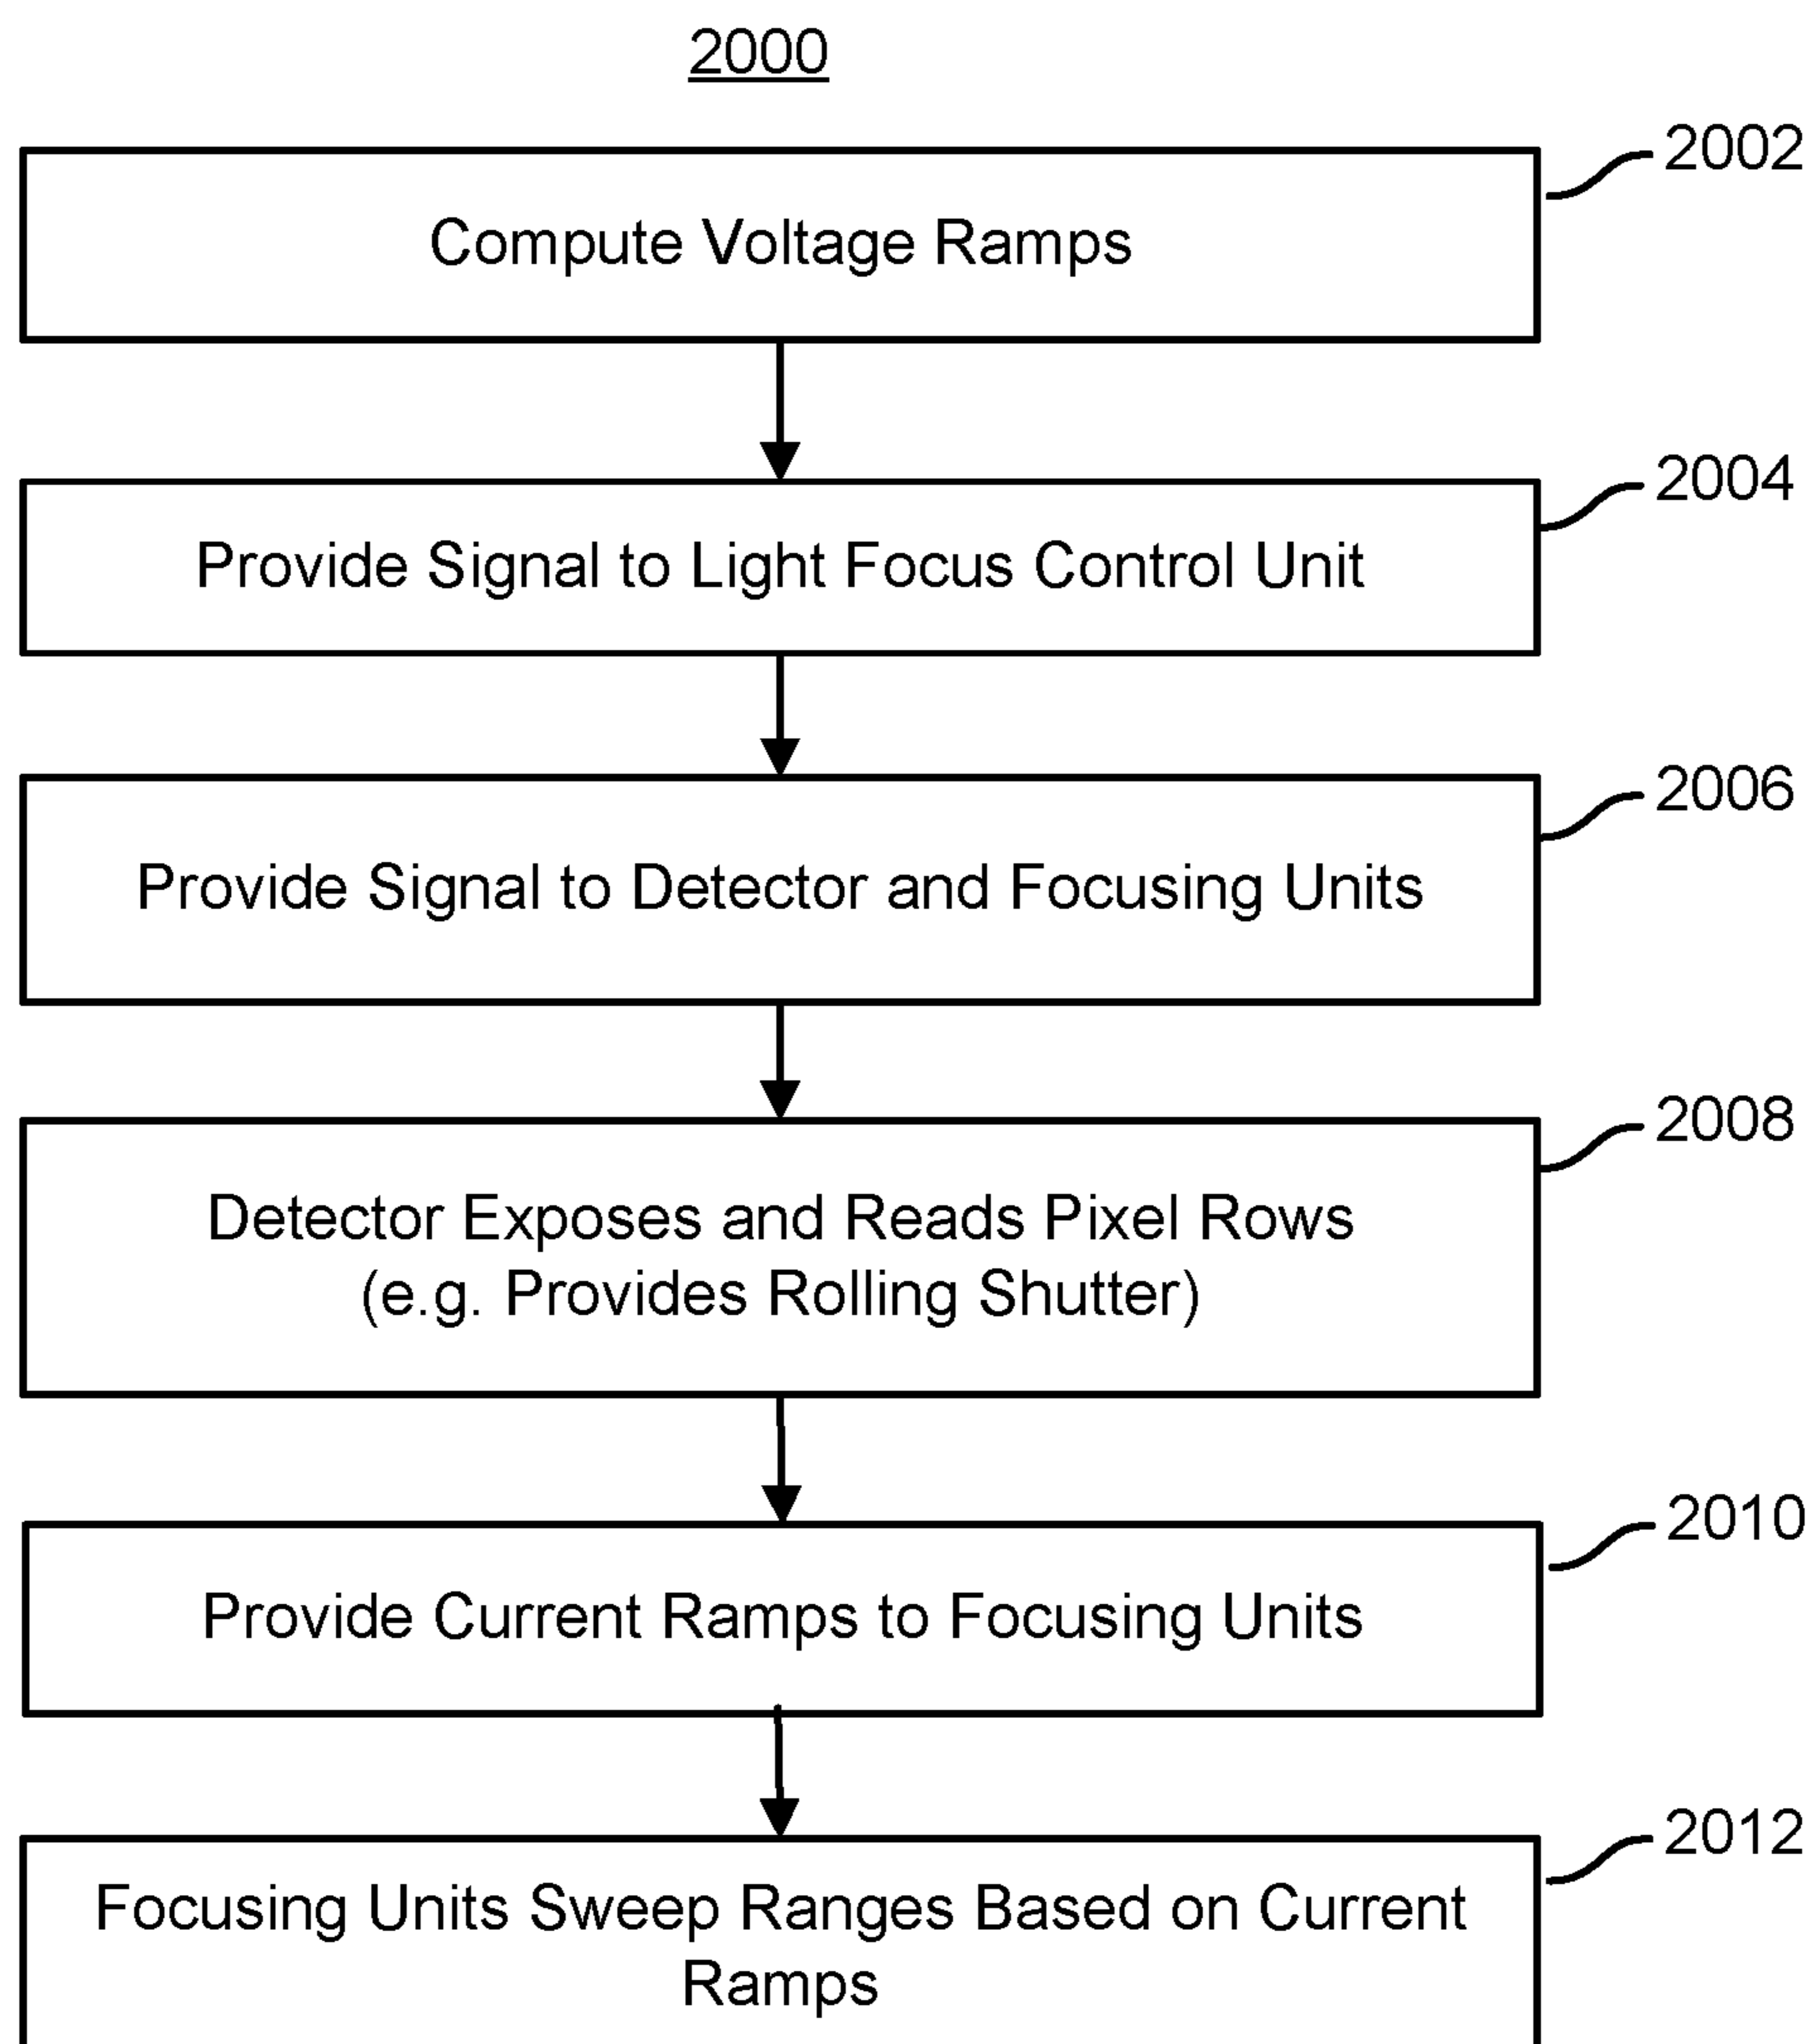 2000
2002
Compute Voltage Ramps
2004
Provide Signal to Light Focus Control Unit
2006
Provide Signal to Detector and Focusing Units
2008
Detector Exposes and Reads Pixel Rows
(e.g. Provides Rolling Shutter)
2010
Provide Current Ramps to Focusing Units
2012
Focusing Units Sweep Ranges Based on Current
Ramps